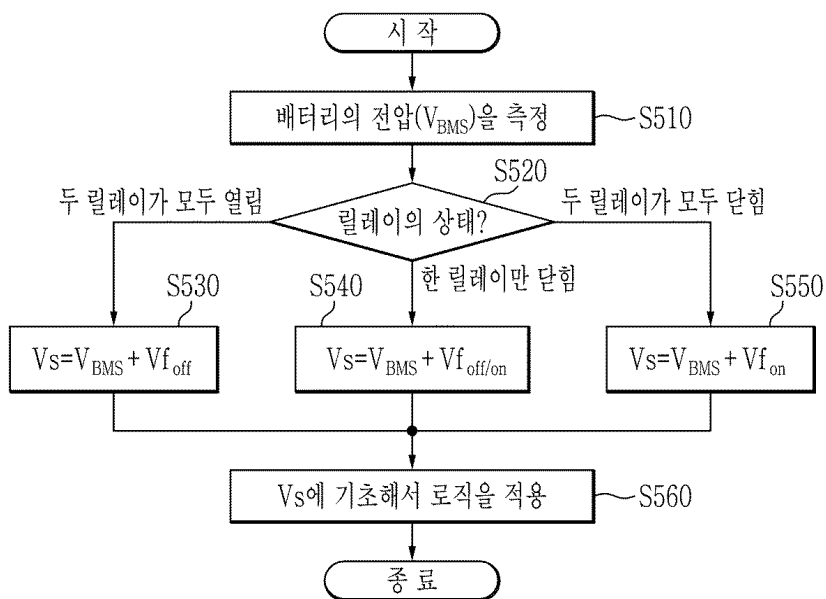 시 작
배터리의 전압(V_BMS)을 측정
S510
S520
두 릴레이가 모두 열림
릴레이의 상태?
두 릴레이가 모두 닫힘
한 릴레이만 닫힘
S530
S540
S550
Vs=V_BMS + Vf_off
Vs=V_BMS + Vf_off/on
Vs=V_BMS + Vf_on
Vs에 기초해서 로직을 적용
S560
종 료